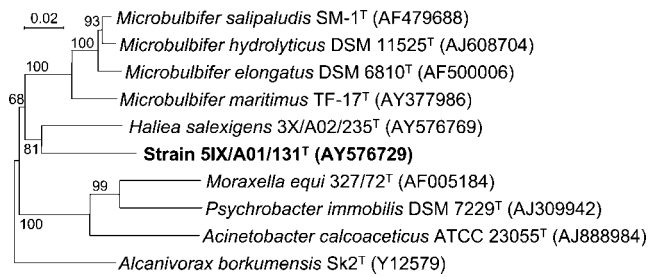 0.02
93
Microbulbifer salipaludis SM-1ᵀ (AF479688)
100
Microbulbifer hydrolyticus DSM 11525ᵀ (AJ608704)
100
Microbulbifer elongatus DSM 6810ᵀ (AF500006)
68
Microbulbifer maritimus TF-17ᵀ (AY377986)
Haliea salexigens 3X/A02/235ᵀ (AY576769)
81
Strain 5IX/A01/131ᵀ (AY576729)
99
Moraxella equi 327/72ᵀ (AF005184)
100
Psychrobacter immobilis DSM 7229ᵀ (AJ309942)
Acinetobacter calcoaceticus ATCC 23055ᵀ (AJ888984)
Alcanivorax borkumensis Sk2ᵀ (Y12579)